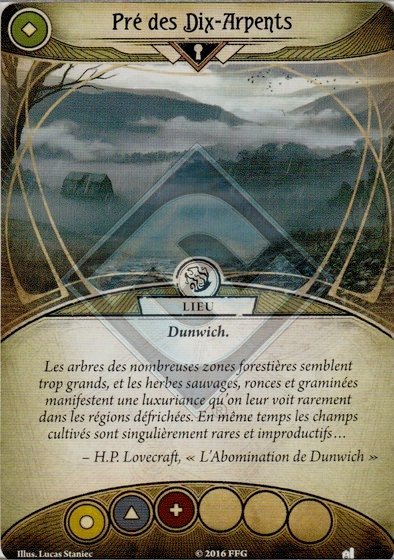 Pré des Dix-Arpents
LIEU
Dunwich.
Les arbres des nombreuses zones forestières semblent
trop grands, et les herbes sauvages, ronces et graminées
manifestent une luxuriance qu'on leur voit rarement
dans les régions défrichées. En même temps les champs
cultivés sont singulièrement rares et improductifs…
– H.P. Lovecraft, « L'Abomination de Dunwich »
Illus. Lucas Staniec
© 2016 FFG